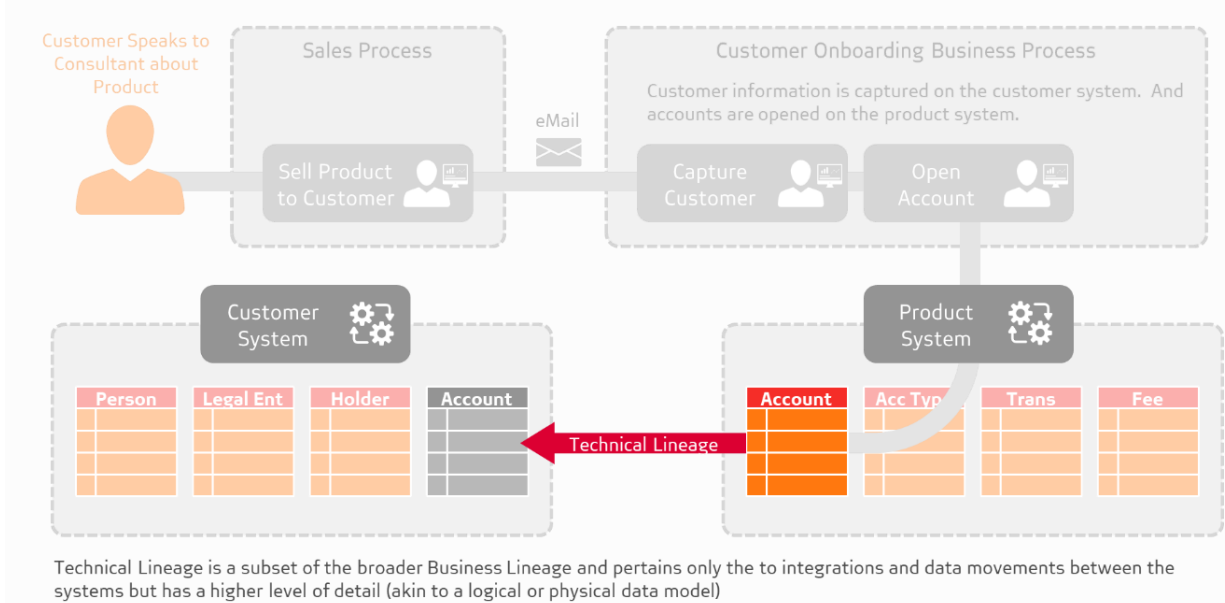 Customer Speaks to
Consultant about
Product
Sales Process
Sell Product
to Customer
eMail
Customer Onboarding Business Process
Customer information is captured on the customer system.  And
accounts are opened on the product system.
Capture
Customer
Open
Account
Customer
System
Person
Legal Ent
Holder
Account
Technical Lineage
Product
System
Account
Acc Typ
Trans
Fee
Technical Lineage is a subset of the broader Business Lineage and pertains only the to integrations and data movements between the
systems but has a higher level of detail (akin to a logical or physical data model)